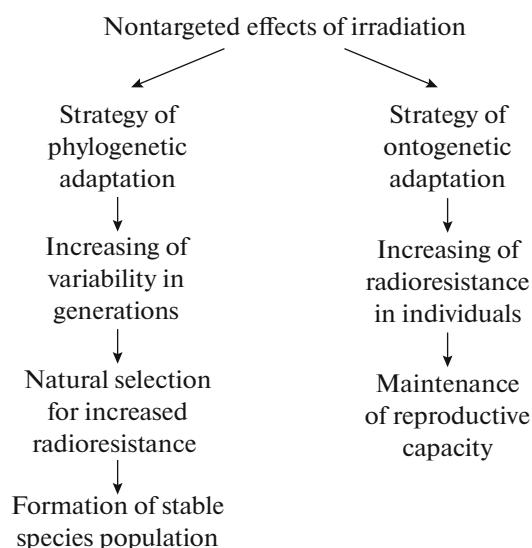 Nontargeted effects of irradiation
Strategy of
phylogenetic
adaptation
Increasing of
variability in
generations
Natural selection
for increased
radioresistance
Formation of stable
species population
Strategy of
ontogenetic
adaptation
Increasing of
radioresistance
in individuals
Maintenance
of reproductive
capacity